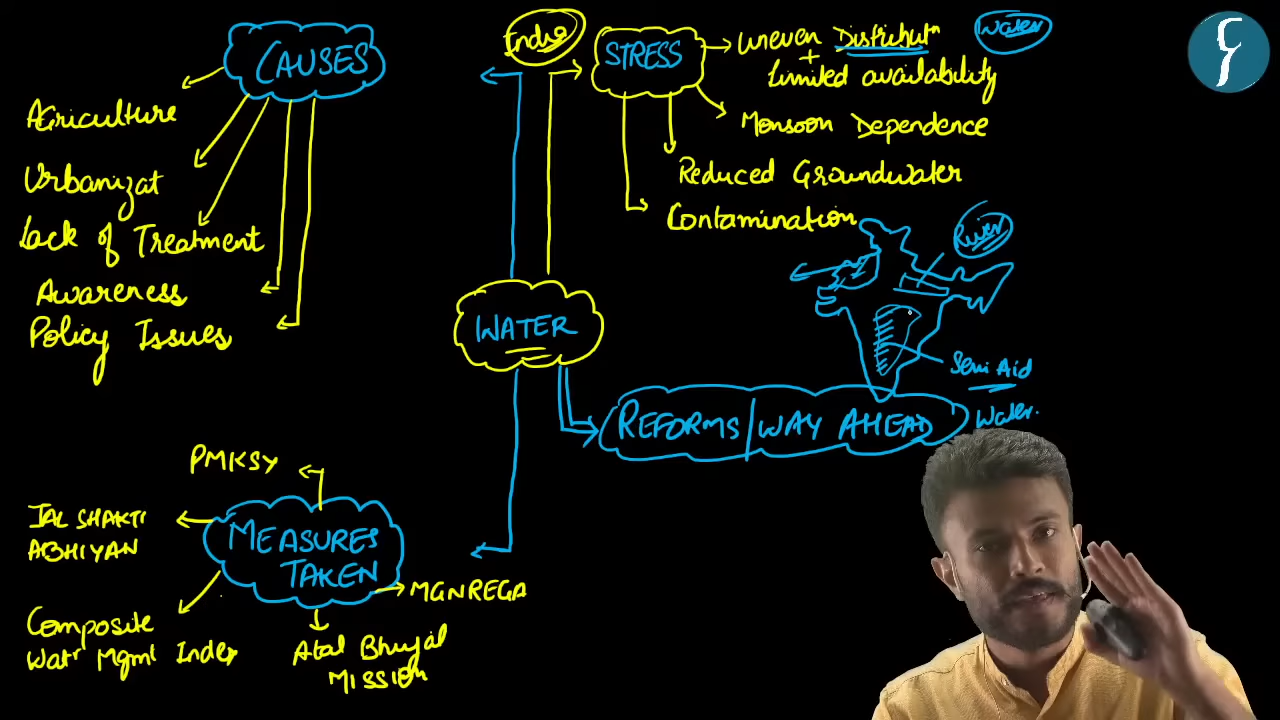 CAUSES
Agriculture
Urbanizat
Lack of Treatment
Awareness
Policy Issues
India
STRESS
Uneven Distributn
+
Limited availability
Water
Monsoon Dependence
Reduced Groundwater
Contamination
River
Semi Aid
Water.
WATER
REFORMS | WAY AHEAD
MEASURES
TAKEN
PMKSY
JAL SHAKTI
ABHIYAN
Composite
Watr Mgmt Index
Atal Bhujal
MISSION
MGNREGA